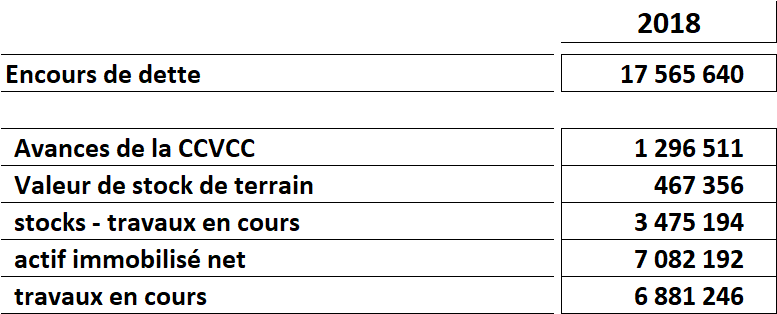 2018
Encours de dette 17 565 640
Avances de la CCVCC 1 296 511
Valeur de stock de terrain 467 356
stocks - travaux en cours 3 475 194
actif immobilisé net 7 082 192
travaux en cours 6 881 246